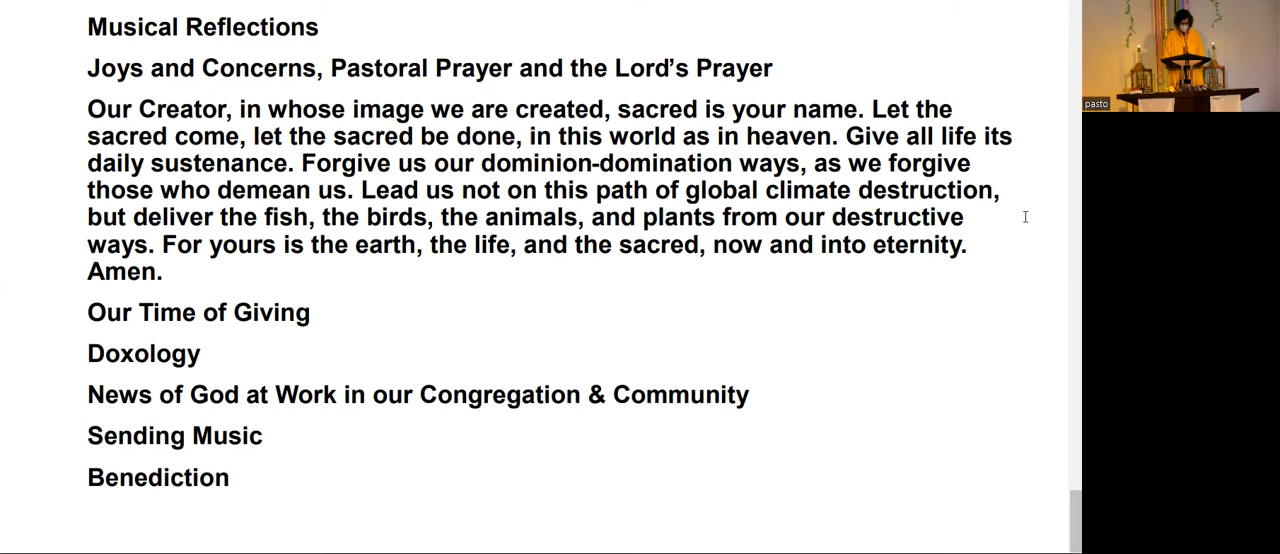 Musical Reflections
Joys and Concerns, Pastoral Prayer and the Lord’s Prayer
Our Creator, in whose image we are created, sacred is your name. Let the
sacred come, let the sacred be done, in this world as in heaven. Give all life its
daily sustenance. Forgive us our dominion-domination ways, as we forgive
those who demean us. Lead us not on this path of global climate destruction,
but deliver the fish, the birds, the animals, and plants from our destructive
ways. For yours is the earth, the life, and the sacred, now and into eternity.
Amen.
Our Time of Giving
Doxology
News of God at Work in our Congregation & Community
Sending Music
Benediction
pasto